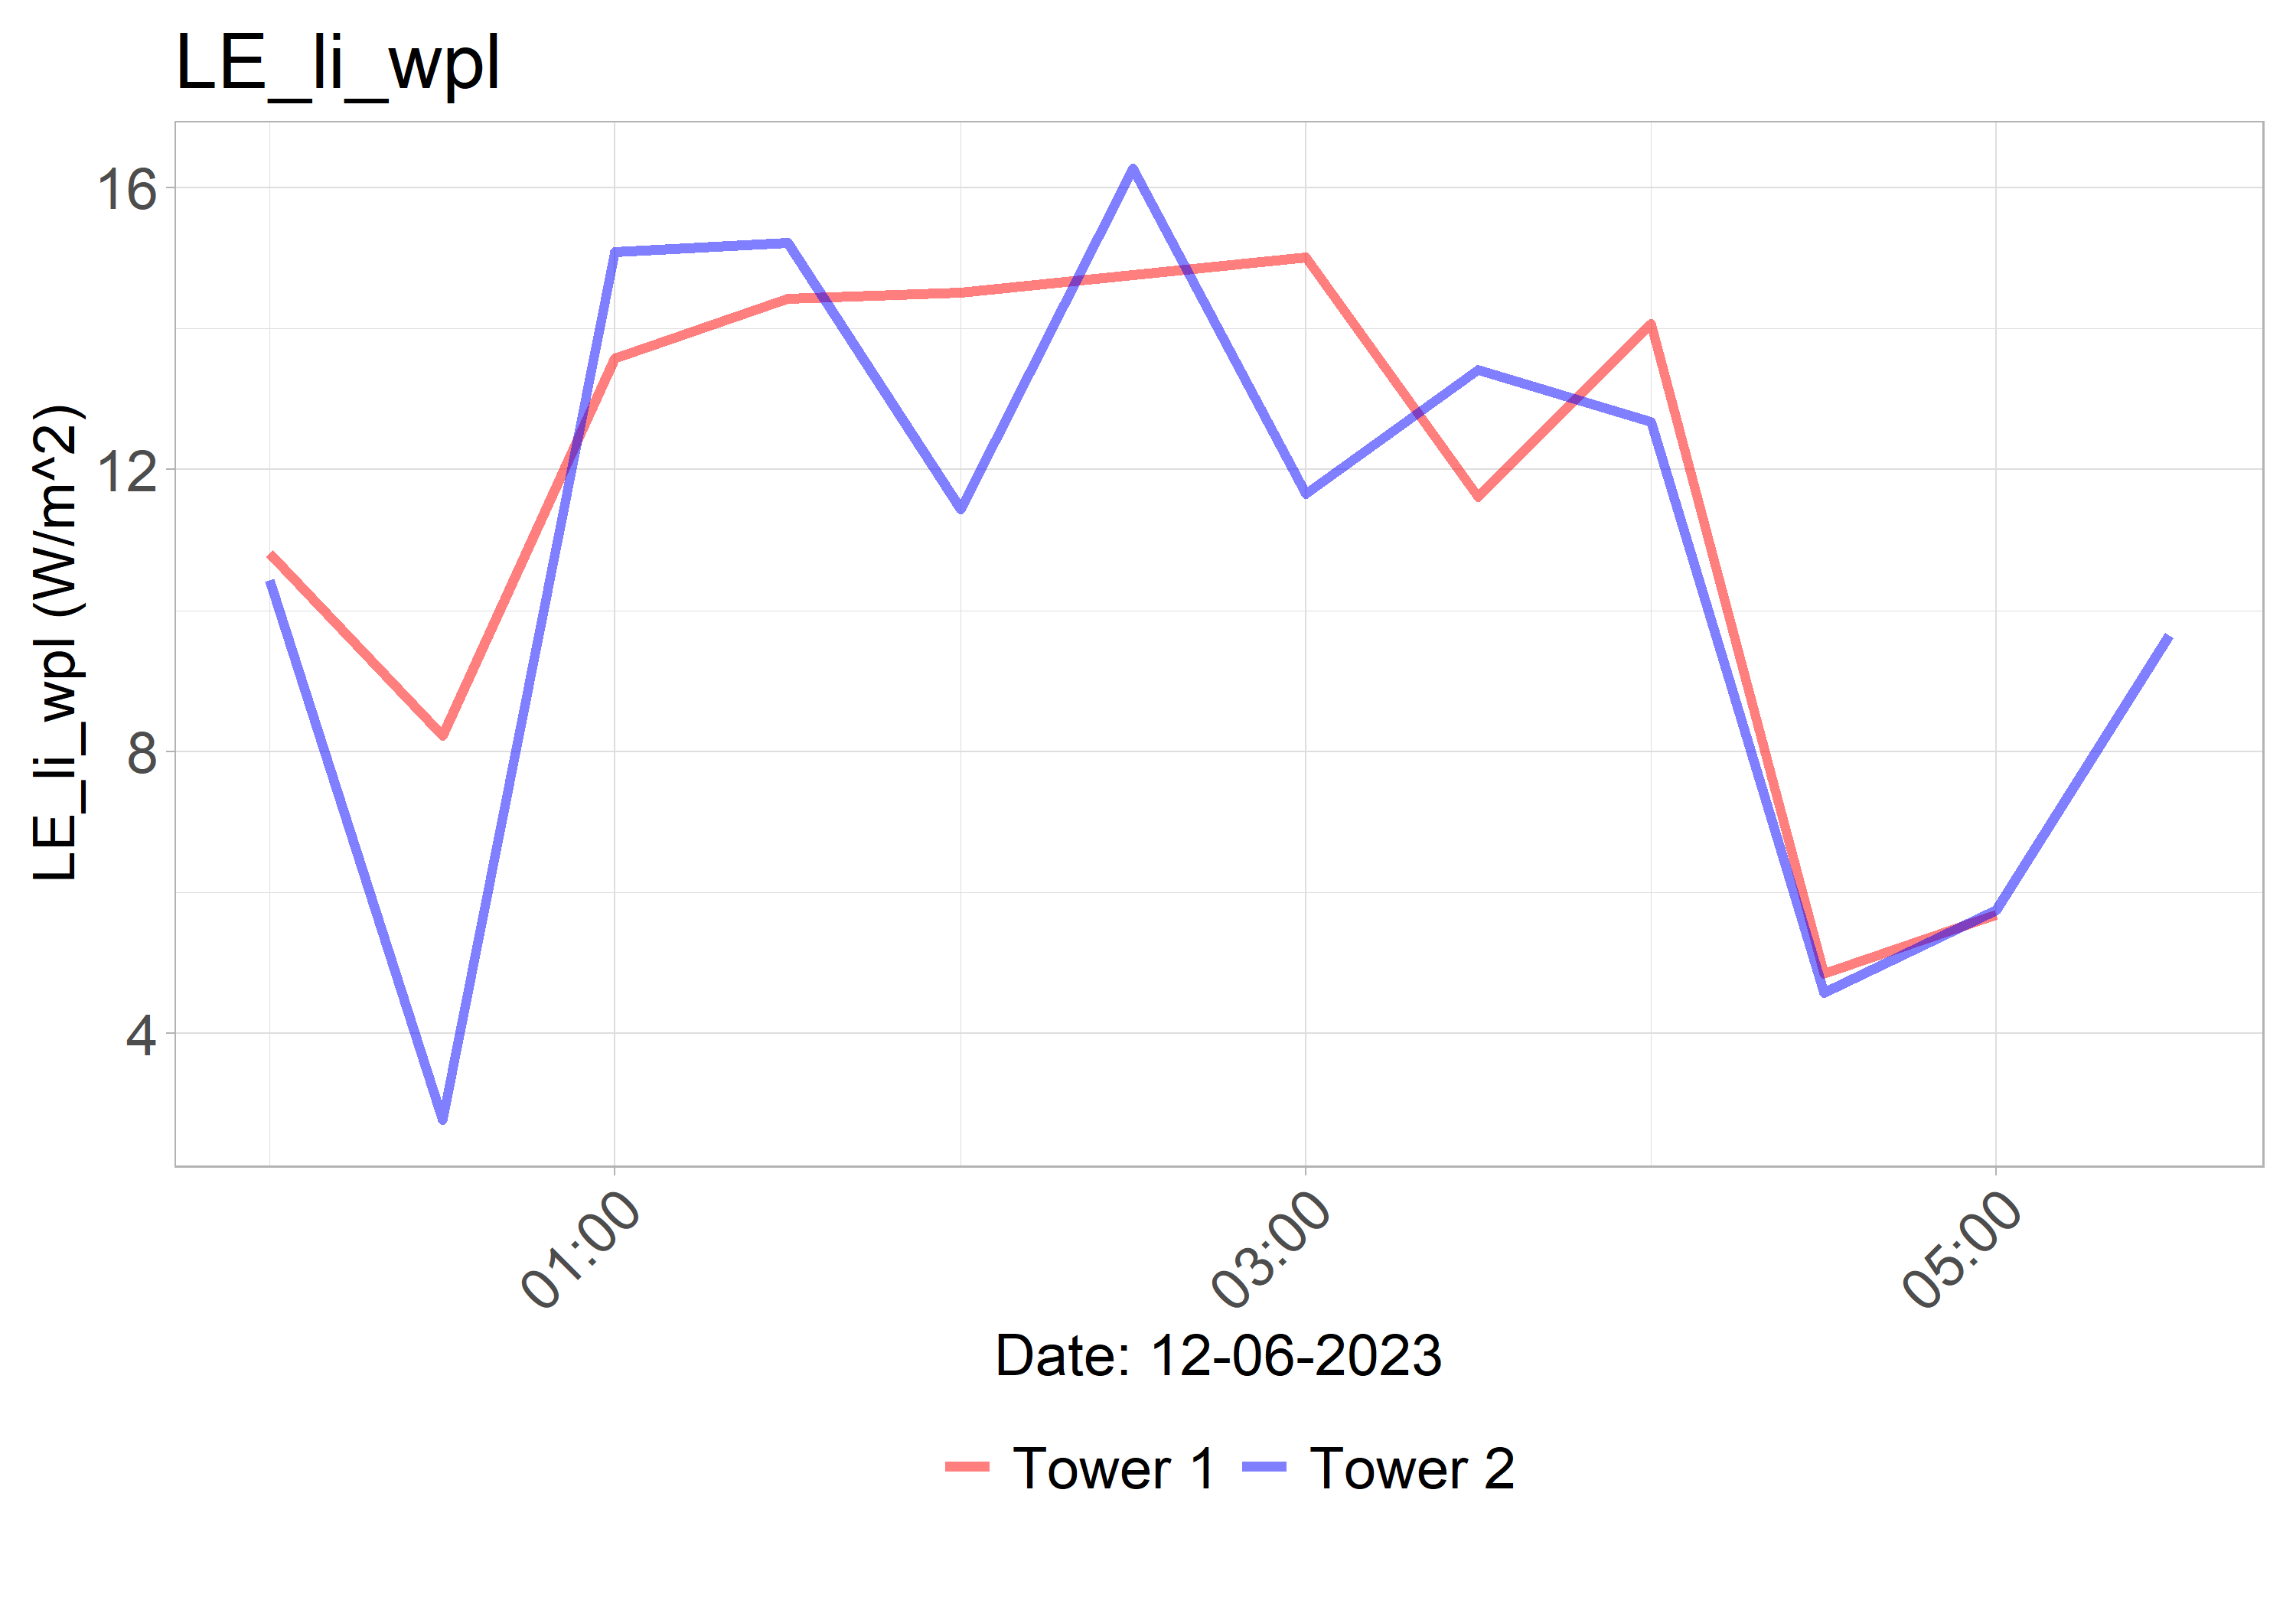 LE_li_wpl
LE_li_wpl (W/m^2)
16
12
8
4
01:00
03:00
05:00
Date: 12-06-2023
Tower 1
Tower 2